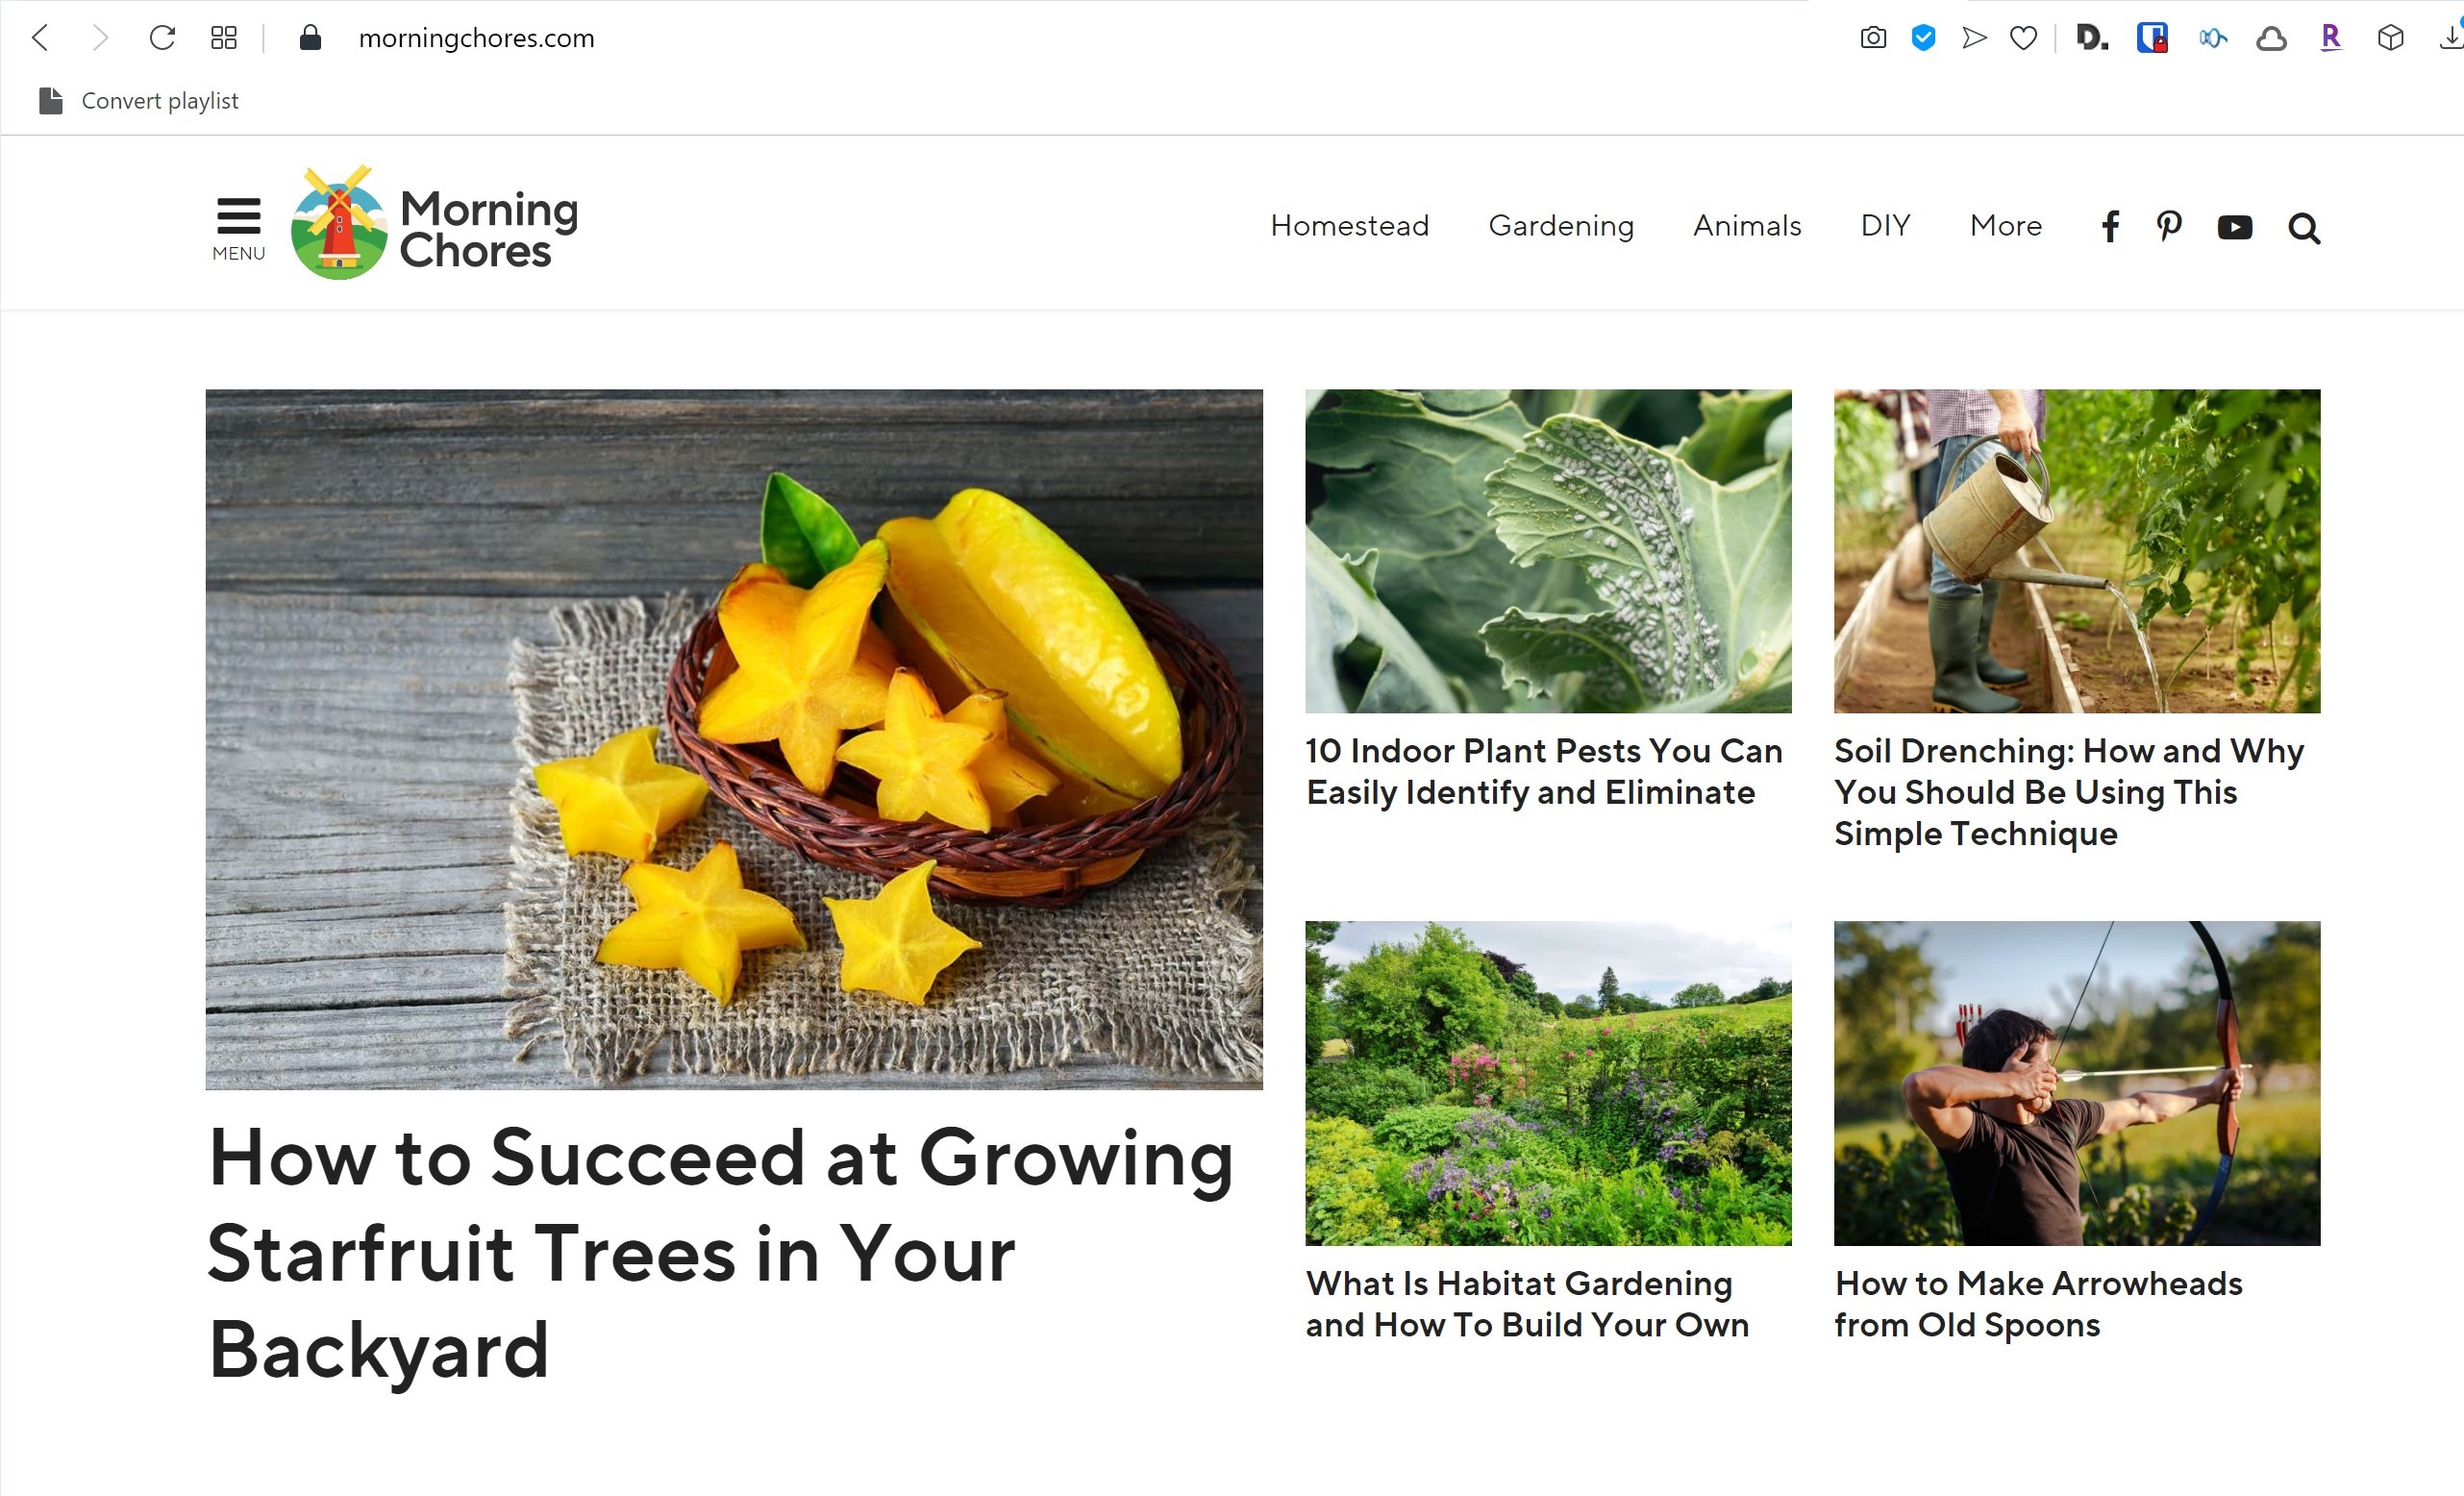 morningchores.com
Convert playlist
MENU
Morning
Chores
Homestead
Gardening
Animals
DIY
More
How to Succeed at Growing
Starfruit Trees in Your
Backyard
10 Indoor Plant Pests You Can
Easily Identify and Eliminate
Soil Drenching: How and Why
You Should Be Using This
Simple Technique
What Is Habitat Gardening
and How To Build Your Own
How to Make Arrowheads
from Old Spoons